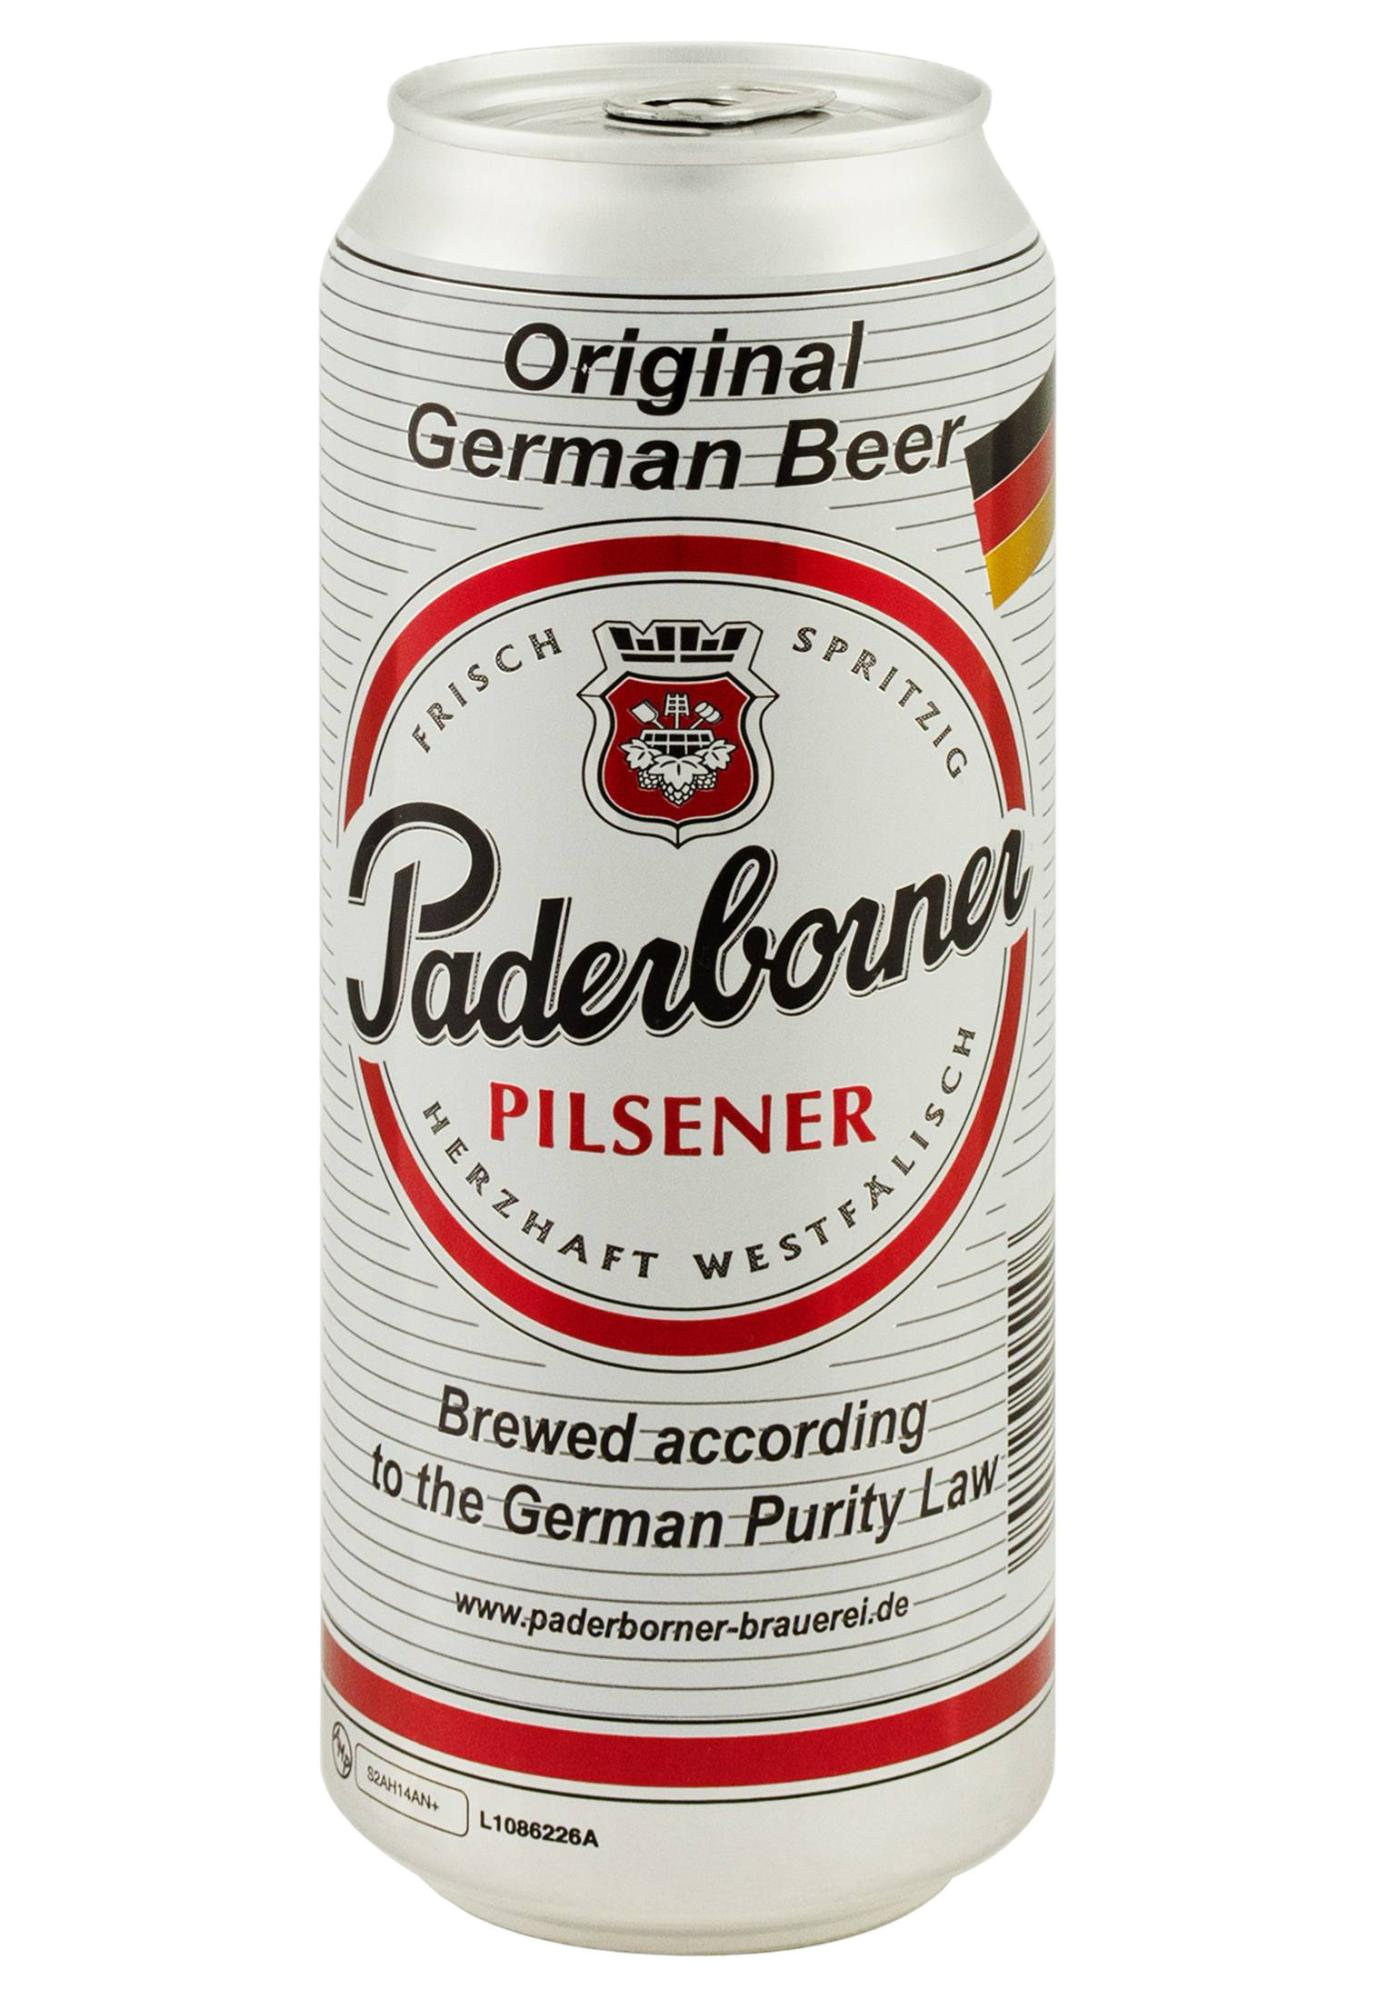 Original
German Beer
FRISCH SPRITZIG
Paderborner
PILSENER
HERZHAFT WESTFÄLISCH
Brewed according
to the German Purity Law
www.paderborner-brauerei.de
AMP
S2AH14AN+
L1086226A